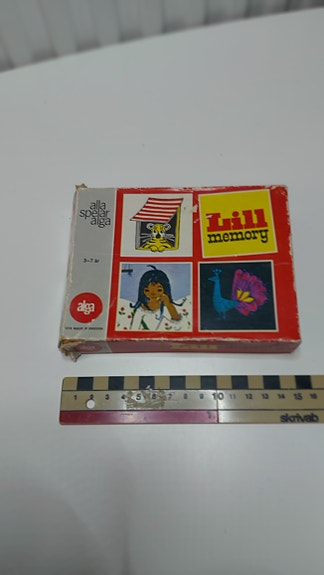 alla
spelar
alga
3-7 år
alga
Lill
memory
1 2 3 4 5 6 7 8 9 10 11 12 13 14 15 16
skrivab